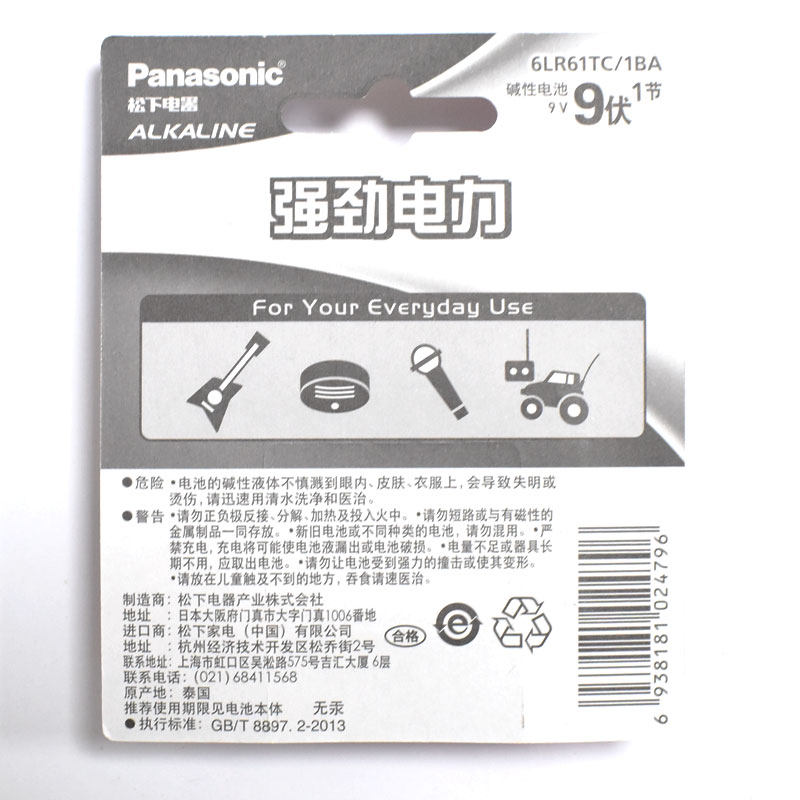 Panasonic®
松下电器
ALKALINE
6LR61TC/1BA
碱性电池
9V
9伏1节
强劲电力
For Your Everyday Use
●危险 •电池的碱性液体不慎溅到眼内、皮肤、衣服上,会导致失明或
烫伤,请迅速用清水洗净和医治。
●警告 •请勿正负极反接、分解、加热及投入火中。•请勿短路或与有磁性的
金属制品一同存放。•新旧电池或不同种类的电池,请勿混用。•严
禁充电,充电将可能使电池液漏出或电池破损。•电量不足或器具长
期不用,应取出电池。•请勿让电池受到强力的撞击或使其变形。
•请放在儿童触及不到的地方,吞食请速医治。
制造商:松下电器产业株式会社
地址 :日本大阪府门真市大字门真1006番地
进口商:松下家电(中国)有限公司
地址 :杭州经济技术开发区松乔街2号
联系地址:上海市虹口区吴淞路575号吉汇大厦 6层
联系电话:(021) 68411568
原产地:泰国
推荐使用期限见电池本体 无汞
●执行标准:GB/T 8897. 2-2013
合格
e
6 938181 024796